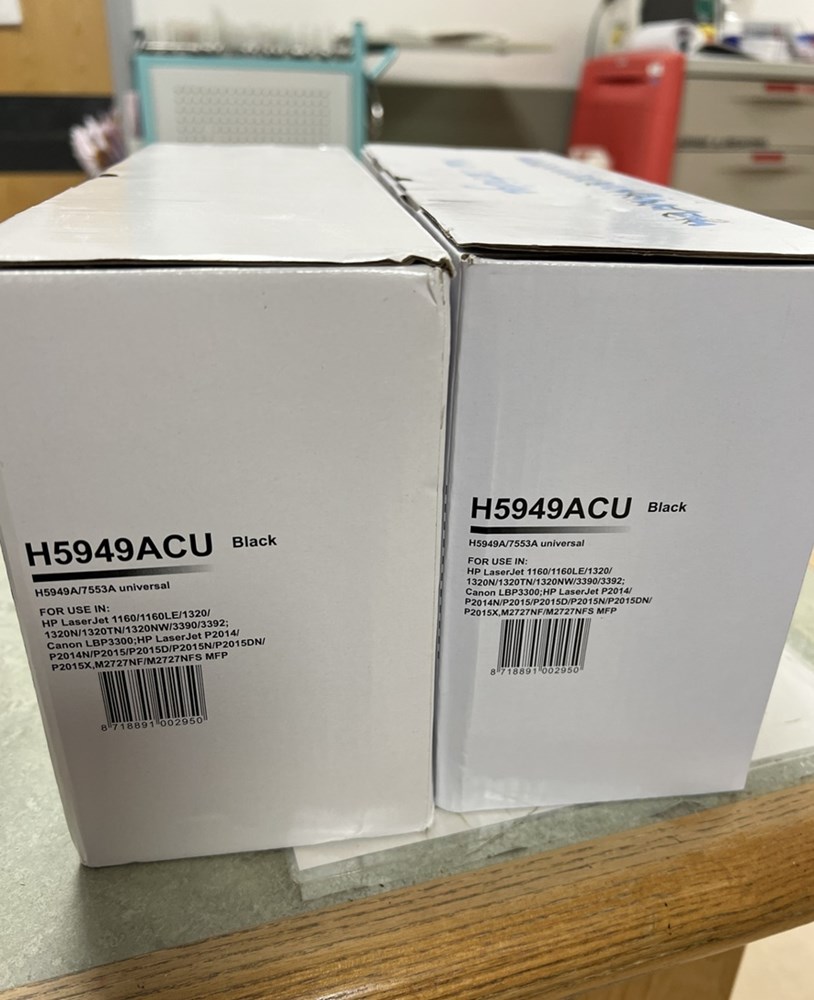 H5949ACU Black
H5949A/7553A universal
FOR USE IN:
HP LaserJet 1160/1160LE/1320/
1320N/1320TN/1320NW/3390/3392;
Canon LBP3300;HP LaserJet P2014/
P2014N/P2015/P2015D/P2015N/P2015DN/
P2015X,M2727NF/M2727NFS MFP
8 718891 002950
H5949ACU Black
H5949A/7553A universal
FOR USE IN:
HP LaserJet 1160/1160LE/1320/
1320N/1320TN/1320NW/3390/3392;
Canon LBP3300;HP LaserJet P2014/
P2014N/P2015/P2015D/P2015N/P2015DN/
P2015X,M2727NF/M2727NFS MFP
8 718891 002950